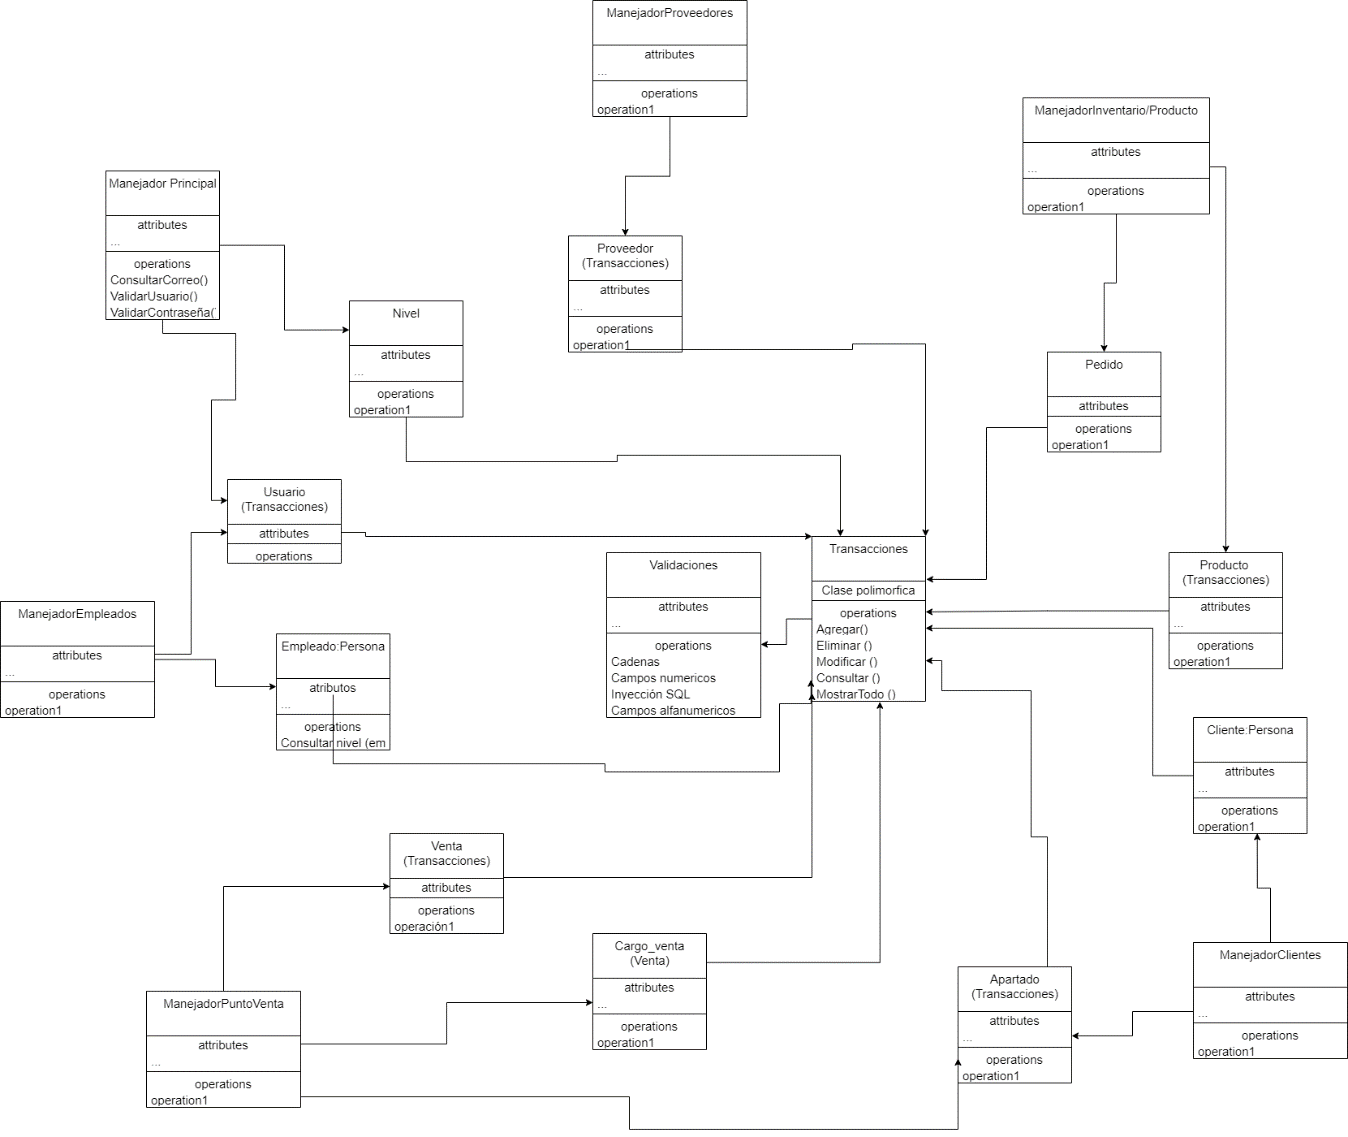 ManejadorProveedores
attributes
...
operations
operation1
ManejadorInventario/Producto
attributes
...
operations
operation1
Manejador Principal
attributes
...
operations
ConsultarCorreo()
ValidarUsuario()
ValidarContraseña(
Proveedor
(Transacciones)
attributes
...
operations
operation1
Nivel
attributes
...
operations
operation1
Pedido
attributes
operations
operation1
Usuario
(Transacciones)
attributes
operations
Transacciones
Clase polimorfica
operations
Agregar()
Eliminar ()
Modificar ()
Consultar ()
MostrarTodo ()
Validaciones
attributes
...
operations
Cadenas
Campos numericos
Inyección SQL
Campos alfanumericos
Producto
(Transacciones)
attributes
...
operations
operation1
ManejadorEmpleados
attributes
...
operations
operation1
Empleado:Persona
atributos
...
operations
Consultar nivel (em
Cliente:Persona
attributes
...
operations
operation1
Venta
(Transacciones)
attributes
operations
operación1
Cargo_venta
(Venta)
attributes
...
operations
operation1
ManejadorClientes
attributes
...
operations
operation1
Apartado
(Transacciones)
attributes
...
operations
operation1
ManejadorPuntoVenta
attributes
...
operations
operation1